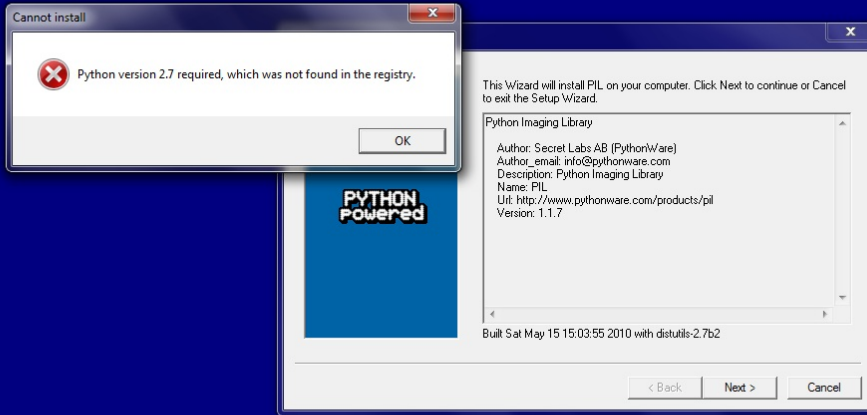 Cannot install
Python version 2.7 required, which was not found in the registry.
OK
This Wizard will install PIL on your computer. Click Next to continue or Cancel
to exit the Setup Wizard.
Python Imaging Library
Author: Secret Labs AB (PythonWare)
Author_email: info@pythonware.com
Description: Python Imaging Library
Name: PIL
Url: http://www.pythonware.com/products/pil
Version: 1.1.7
PYTHON
powered
Built Sat May 15 15:03:55 2010 with distutils-2.7b2
< Back
Next >
Cancel